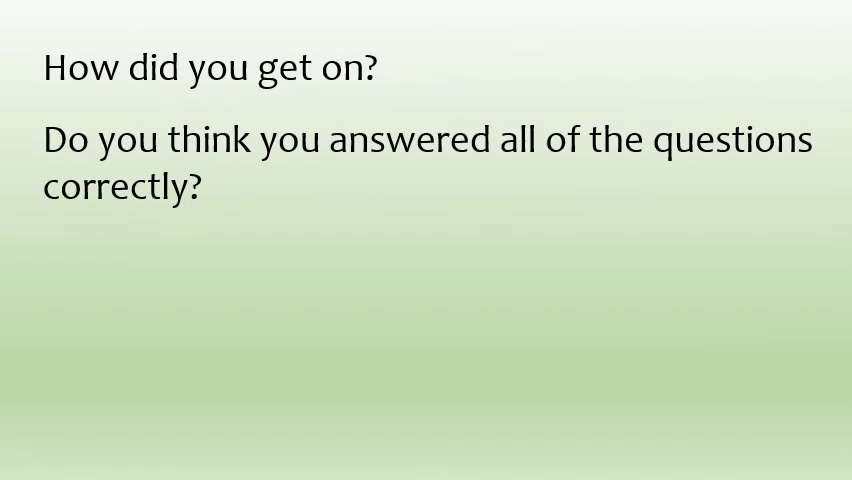 How did you get on?
Do you think you answered all of the questions
correctly?